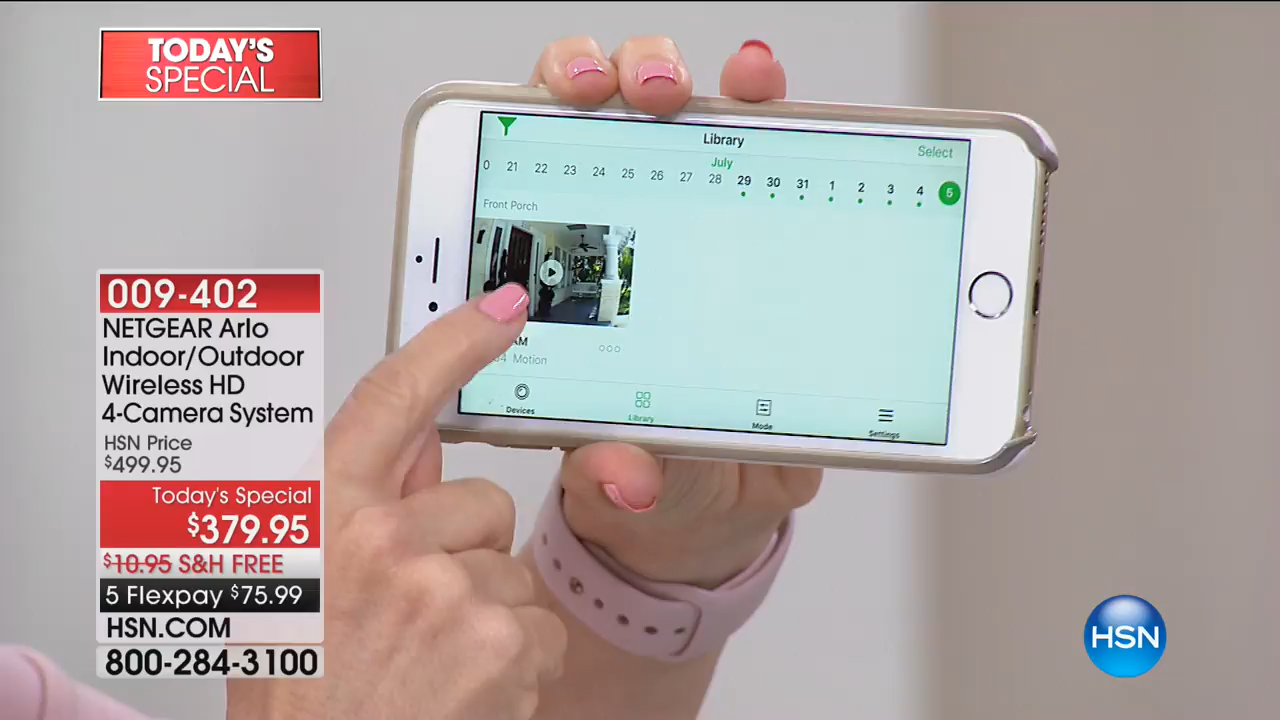 TODAY'S
SPECIAL
Library
Select
July
0 21 22 23 24 25 26 27 28 29 30 31 1 2 3 4 5
Front Porch
AM
Motion
Devices
Library
Mode
Settings
009-402
NETGEAR Arlo
Indoor/Outdoor
Wireless HD
4-Camera System
HSN Price
$499.95
Today's Special
$379.95
$10.95 S&H FREE
5 Flexpay $75.99
HSN.COM
800-284-3100
HSN